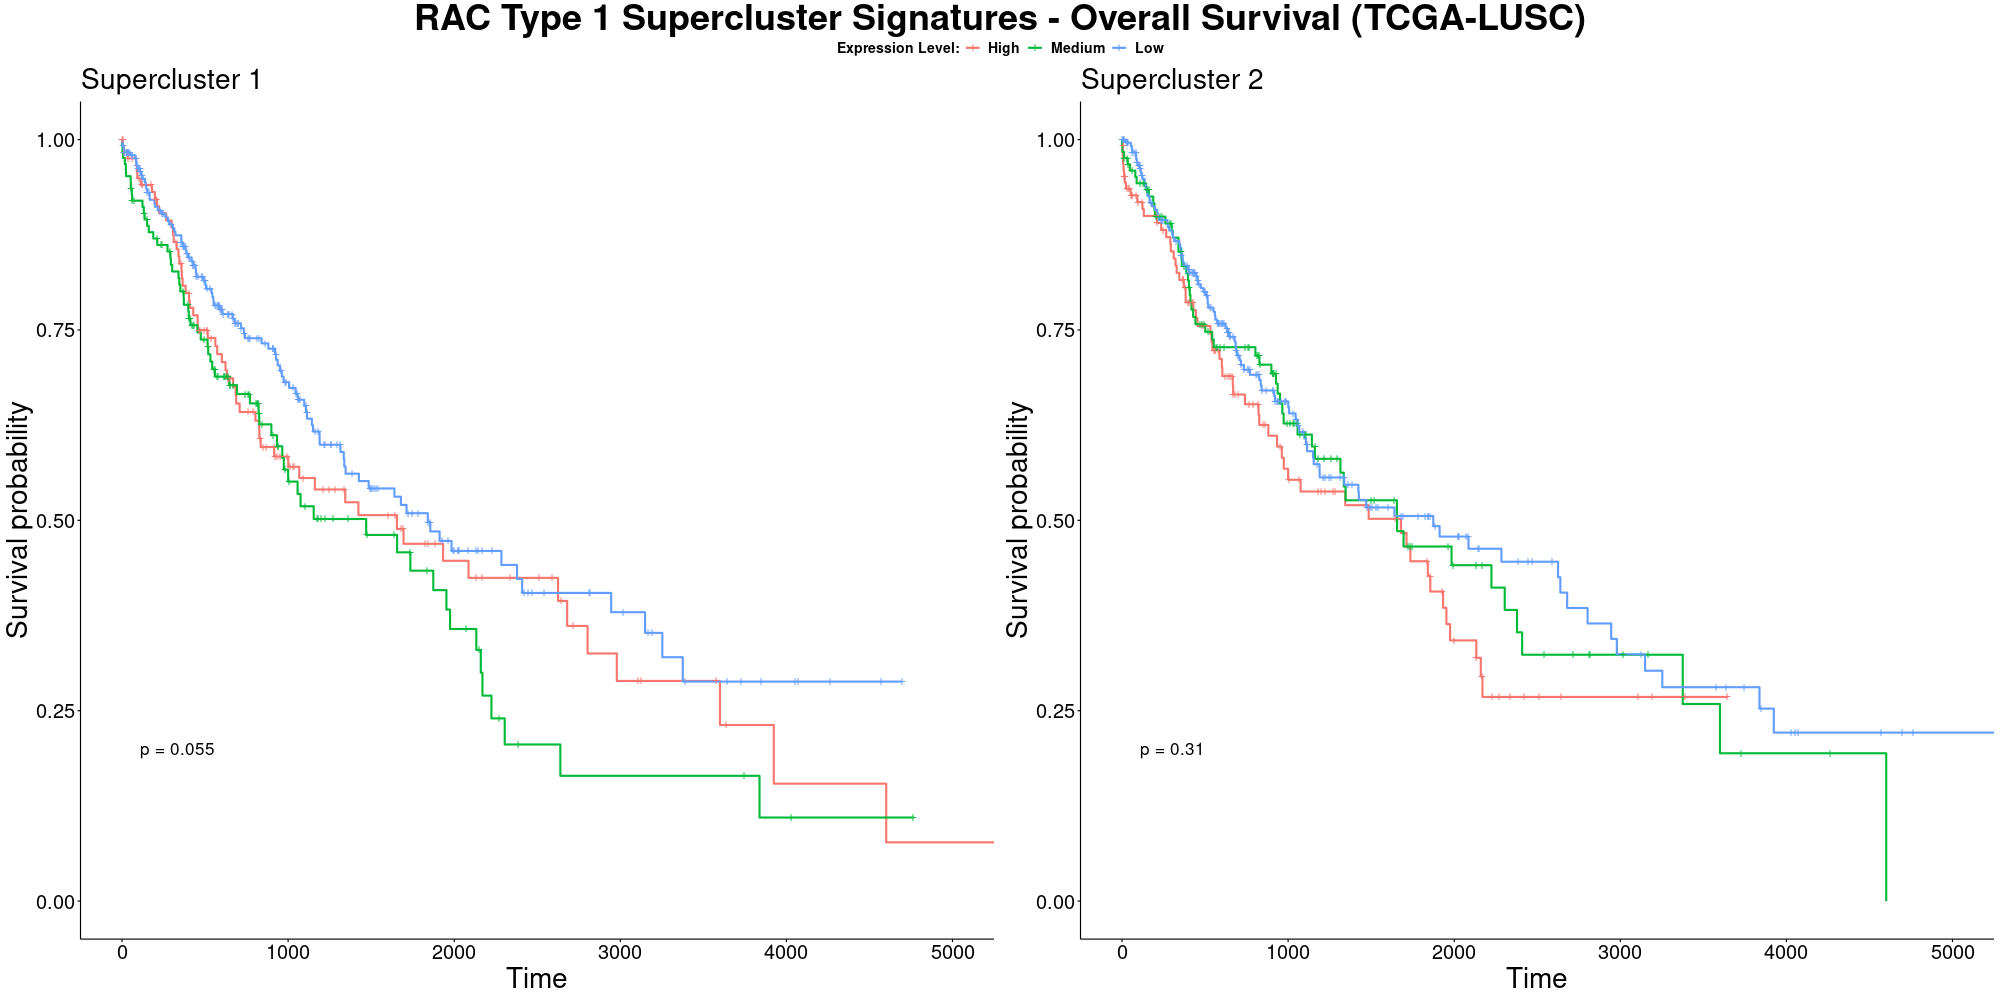 RAC Type 1 Supercluster Signatures - Overall Survival (TCGA-LUSC)
Expression Level: High Medium Low
Supercluster 1
Survival probability
1.00
0.75
0.50
0.25
0.00
p = 0.055
0 1000 2000 3000 4000 5000
Time
Supercluster 2
Survival probability
1.00
0.75
0.50
0.25
0.00
p = 0.31
0 1000 2000 3000 4000 5000
Time